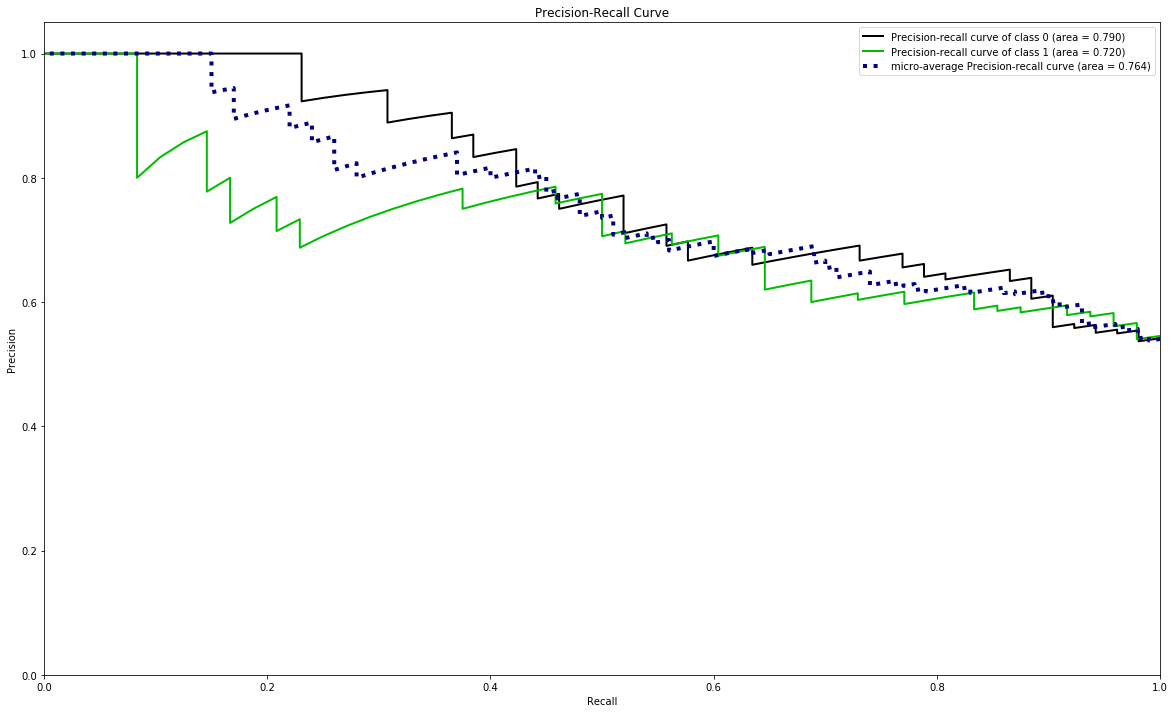 Precision-Recall Curve
Precision-recall curve of class 0 (area = 0.790)
Precision-recall curve of class 1 (area = 0.720)
micro-average Precision-recall curve (area = 0.764)
1.0
0.8
0.6
0.4
0.2
0.0
Precision
0.0 0.2 0.4 0.6 0.8 1.0
Recall